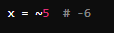 x = ~5  # -6